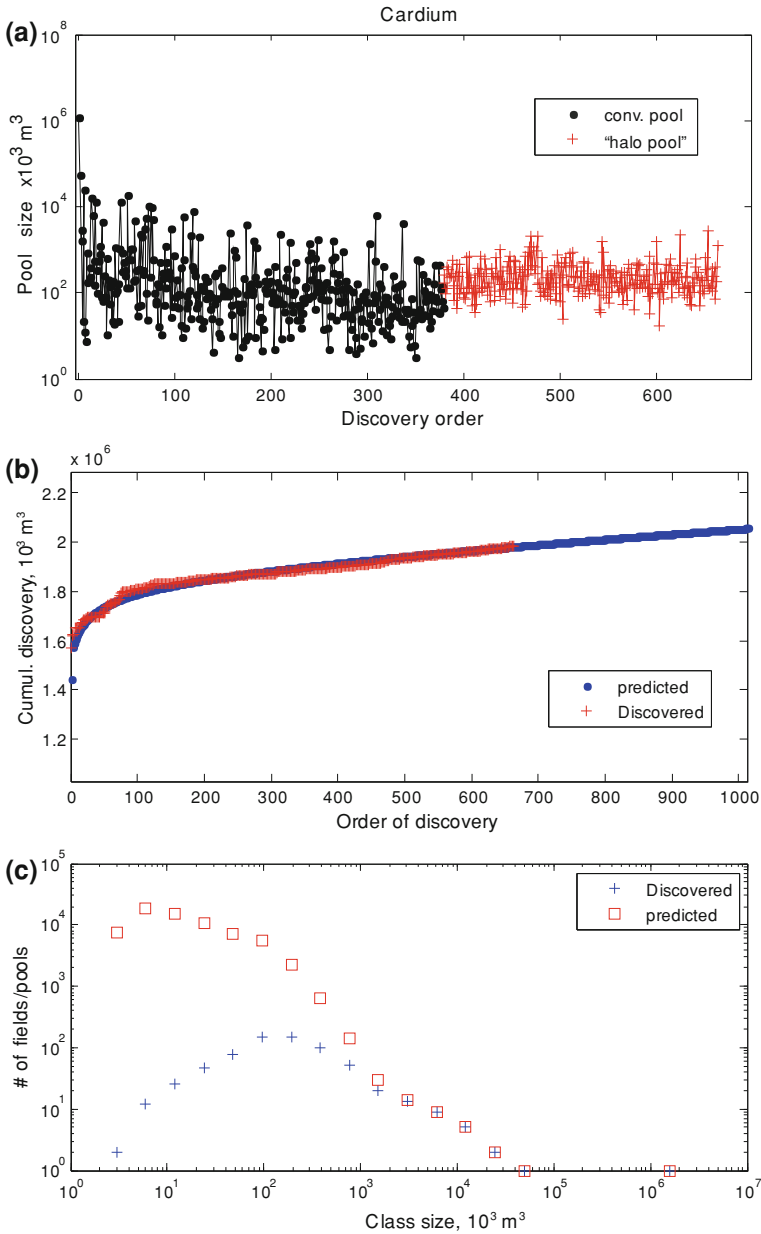 Cardium
(a)
10^8
10^6
10^4
10^2
10^0
Pool size x10^3 m^3
conv. pool
“halo pool”
0 100 200 300 400 500 600
Discovery order
(b)
x 10^6
2.2
2
1.8
1.6
1.4
1.2
Cumul. discovery, 10^3 m^3
predicted
Discovered
0 100 200 300 400 500 600 700 800 900 1000
Order of discovery
(c)
10^5
10^4
10^3
10^2
10^1
10^0
# of fields/pools
Discovered
predicted
10^0 10^1 10^2 10^3 10^4 10^5 10^6 10^7
Class size, 10^3 m^3